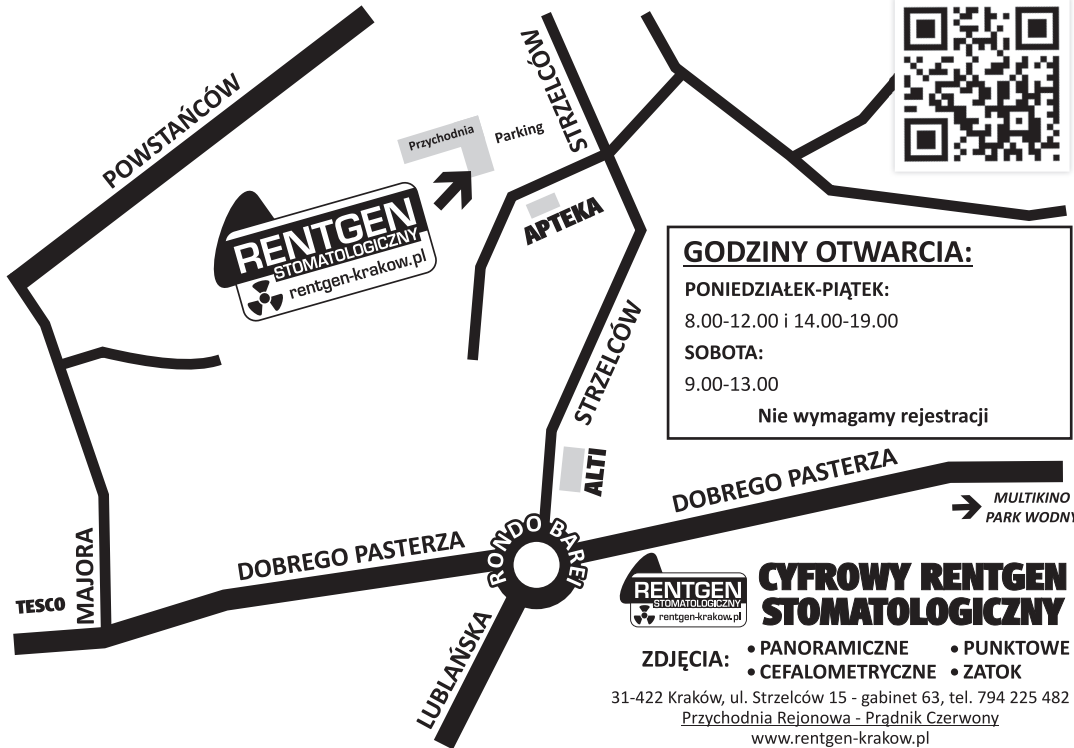 POWSTAŃCÓW
STRZELCÓW
Przychodnia
Parking
APTEKA
RENTGEN
STOMATOLOGICZNY
rentgen-krakow.pl
GODZINY OTWARCIA:
PONIEDZIAŁEK-PIĄTEK:
8.00-12.00 i 14.00-19.00
SOBOTA:
9.00-13.00
Nie wymagamy rejestracji
STRZELCÓW
ALTI
DOBREGO PASTERZA
MULTIKINO
PARK WODNY
RONDO BAREI
DOBREGO PASTERZA
MAJORA
TESCO
LUBLAŃSKA
RENTGEN
STOMATOLOGICZNY
rentgen-krakow.pl
CYFROWY RENTGEN
STOMATOLOGICZNY
ZDJĘCIA:
• PANORAMICZNE • PUNKTOWE
• CEFALOMETRYCZNE • ZATOK
31-422 Kraków, ul. Strzelców 15 - gabinet 63, tel. 794 225 482
Przychodnia Rejonowa - Prądnik Czerwony
www.rentgen-krakow.pl